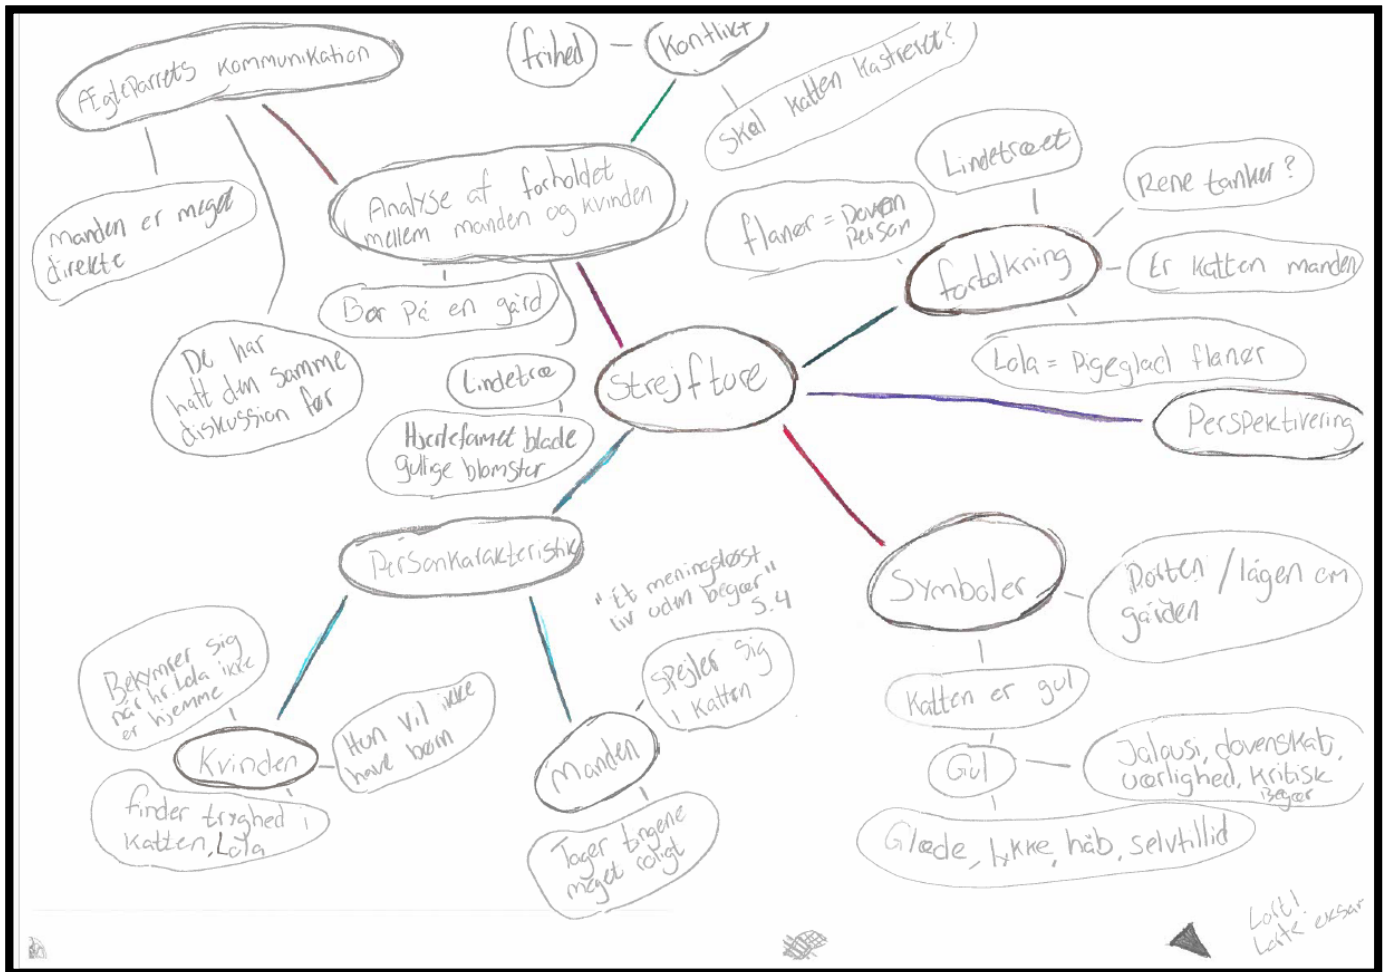 Ægteparrets kommunikation
frihed
Konflikt
Skal katten kastreret?
manden er meget
direkte
De har
haft den samme
diskussion før
Analyse af forholdet
mellem manden og kvinden
Bor på en gård
Lindetræ
Hjerteformet blade
gullige blomster
Strejfture
Lindetræet
flanør = Doven
Person
Rene tanker?
fortolkning
Er katten manden
Lola = Pigeglad flanør
Perspektivering
Personkarakteristik
"Et meningsløst
liv uden begær"
S.4
Bekymrer sig
når hr. Lola ikke
er hjemme
Kvinden
Hun vil ikke
have børn
finder tryghed i
katten, Lola
Manden
Spejler sig
i katten
Tager tingene
meget roligt
Symboler
Porten / lågen om
gården
Katten er gul
Gul
Jalousi, dovenskab,
uærlighed, kritisk
Begær
Glæde, lykke, håb, selvtillid